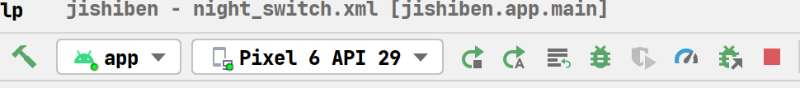 lp jishiben - night_switch.xml [jishiben.app.main]
app Pixel 6 API 29